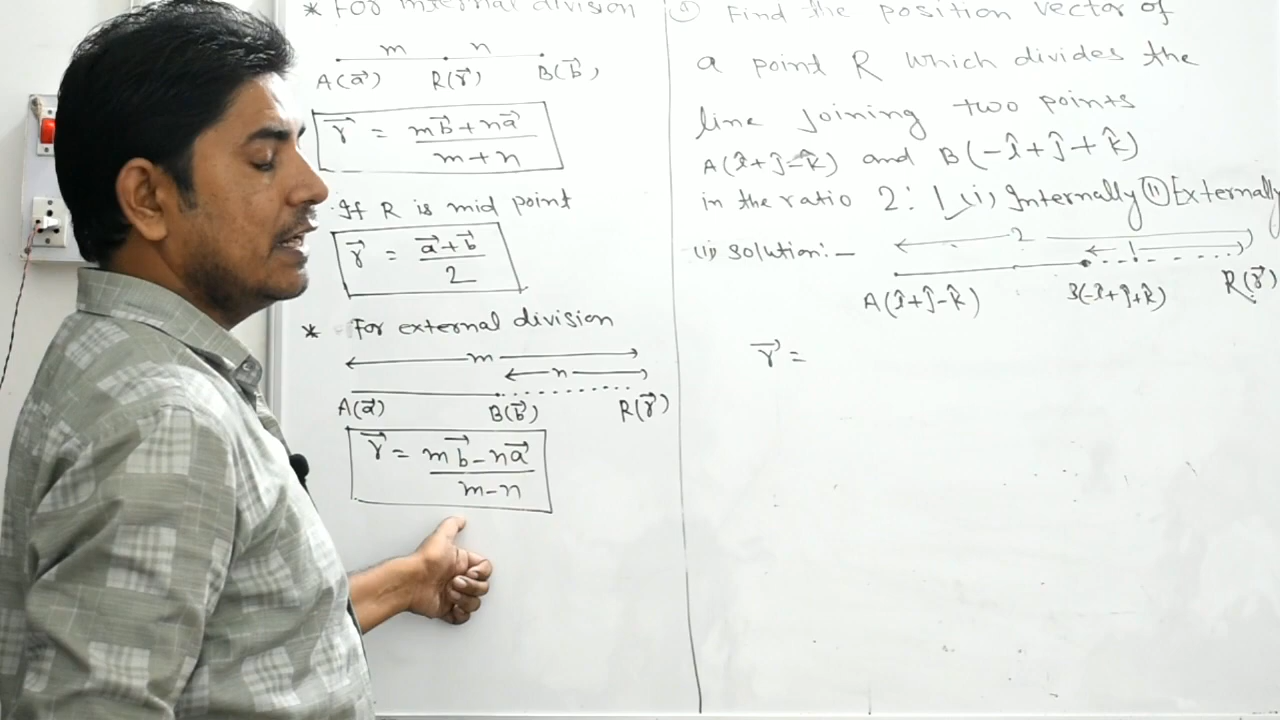 * For internal division
m n
A(a⃗) R(r⃗) B(b⃗)
r⃗ = mb⃗+na⃗
m+n
If R is mid point
r⃗ = a⃗+b⃗
2
* For external division
m
n
A(a⃗) B(b⃗) R(r⃗)
r⃗ = mb⃗-na⃗
m-n
① Find the position vector of
a point R which divides the
line joining two points
A(î+ĵ-k̂) and B(-î+ĵ+k̂)
in the ratio 2:1 (i) Internally (ii) Externally
(ii) Solution:-
2
1
A(î+ĵ-k̂) B(-î+ĵ+k̂) R(r⃗)
r⃗ =